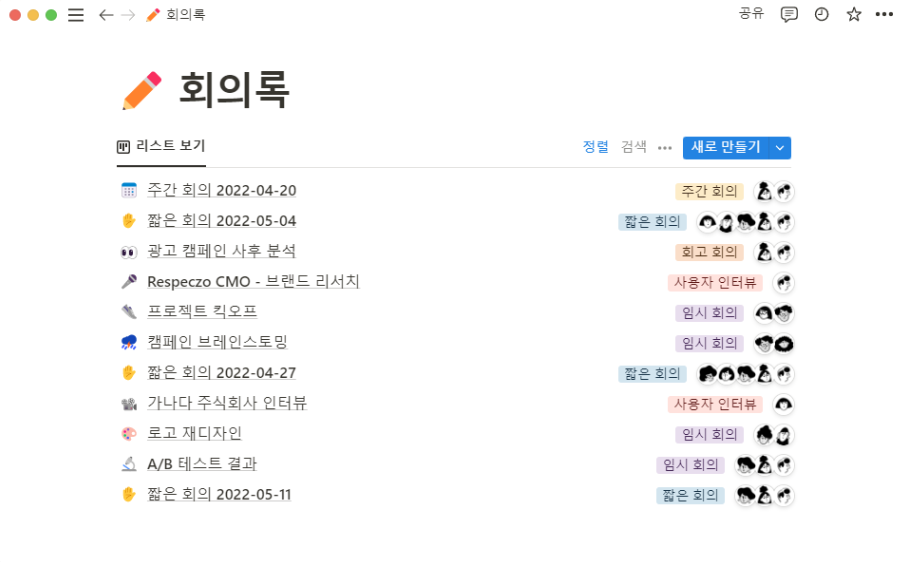 회의록
공유
회의록
리스트 보기
정렬 검색 새로 만들기
주간 회의 2022-04-20 주간 회의
짧은 회의 2022-05-04 짧은 회의
광고 캠페인 사후 분석 회고 회의
Respeczo CMO - 브랜드 리서치 사용자 인터뷰
프로젝트 킥오프 임시 회의
캠페인 브레인스토밍 임시 회의
짧은 회의 2022-04-27 짧은 회의
가나다 주식회사 인터뷰 사용자 인터뷰
로고 재디자인 임시 회의
A/B 테스트 결과 임시 회의
짧은 회의 2022-05-11 짧은 회의